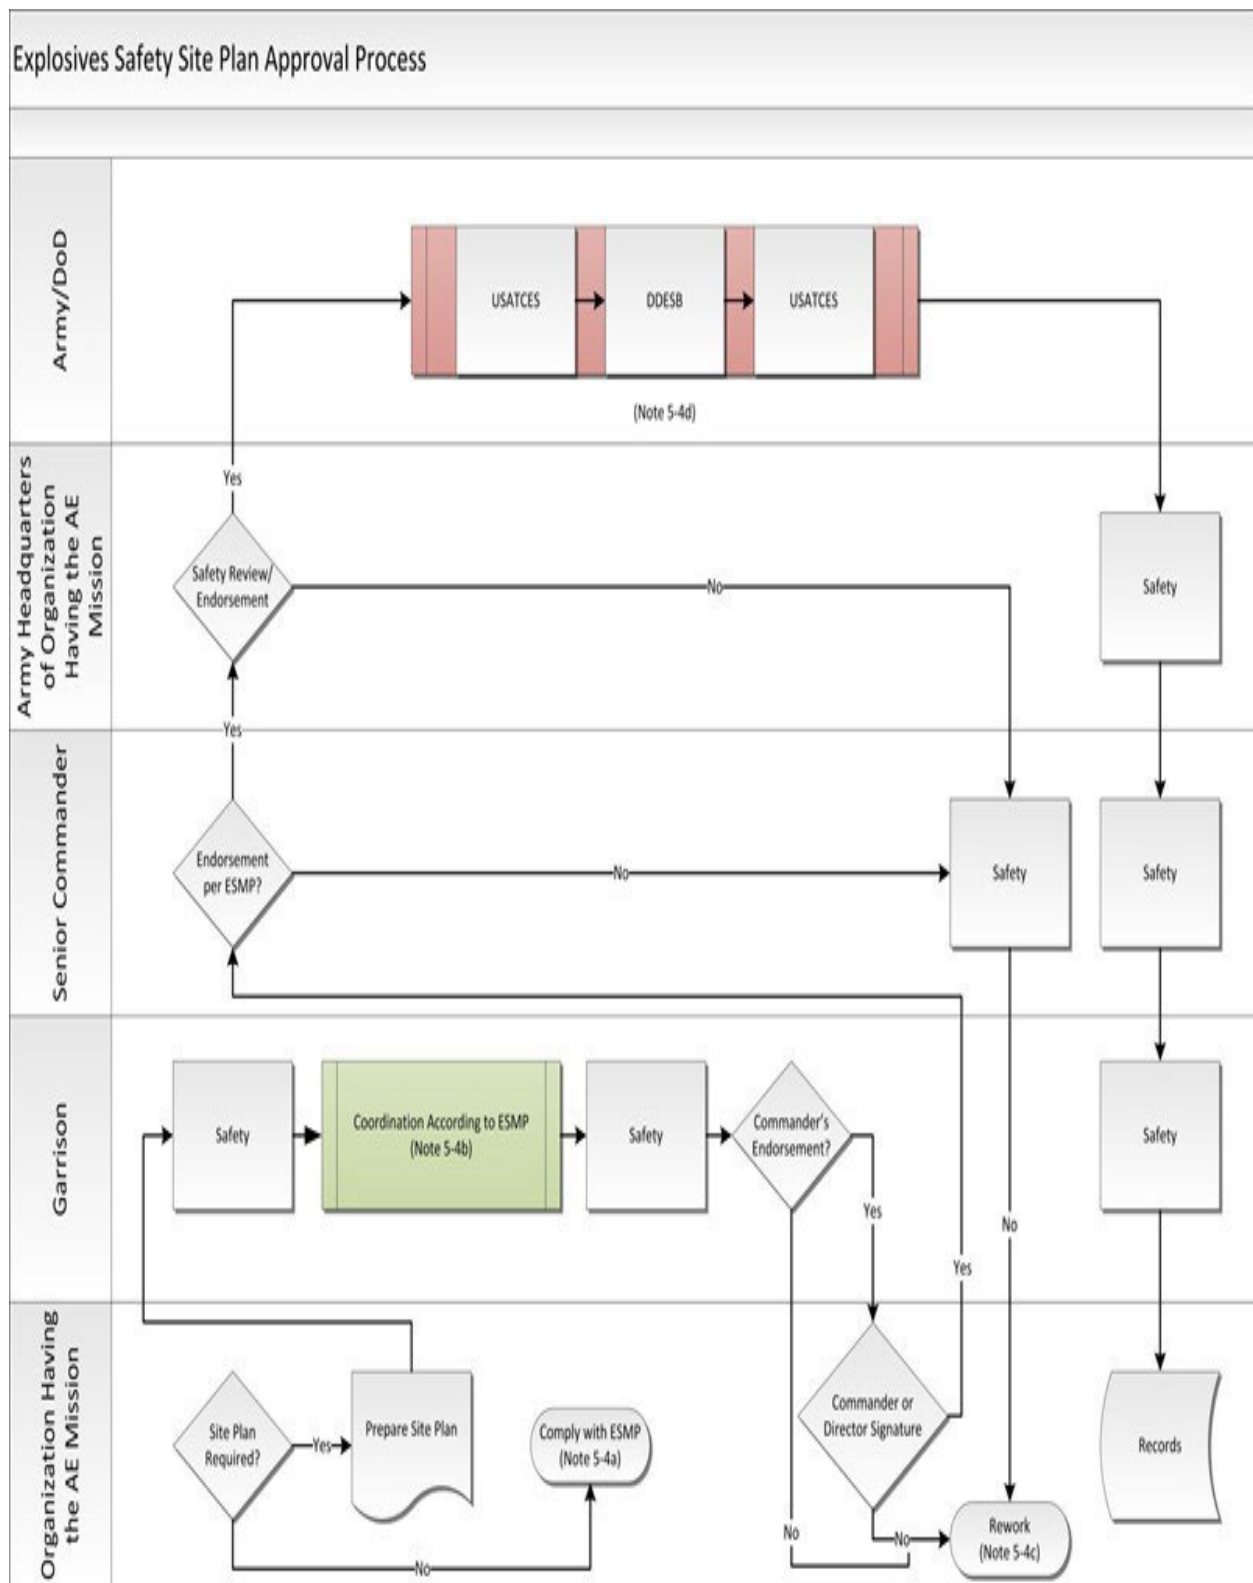 Explosives Safety Site Plan Approval Process
Army/DoD
USATCES
DDESB
USATCES
(Note 5-4d)
Army Headquarters
of Organization
Having the AE
Mission
Yes
Safety Review/
Endorsement
No
Safety
Yes
Senior Commander
Endorsement
per ESMP?
No
Safety
Safety
Garrison
Safety
Coordination According to ESMP
(Note 5-4b)
Safety
Commander's
Endorsement?
Safety
Yes
No
Yes
Organization Having
the AE Mission
Site Plan
Required?
Yes
Prepare Site Plan
Comply with ESMP
(Note 5-4a)
Commander or
Director Signature
Records
No
No
Rework
(Note 5-4c)
No